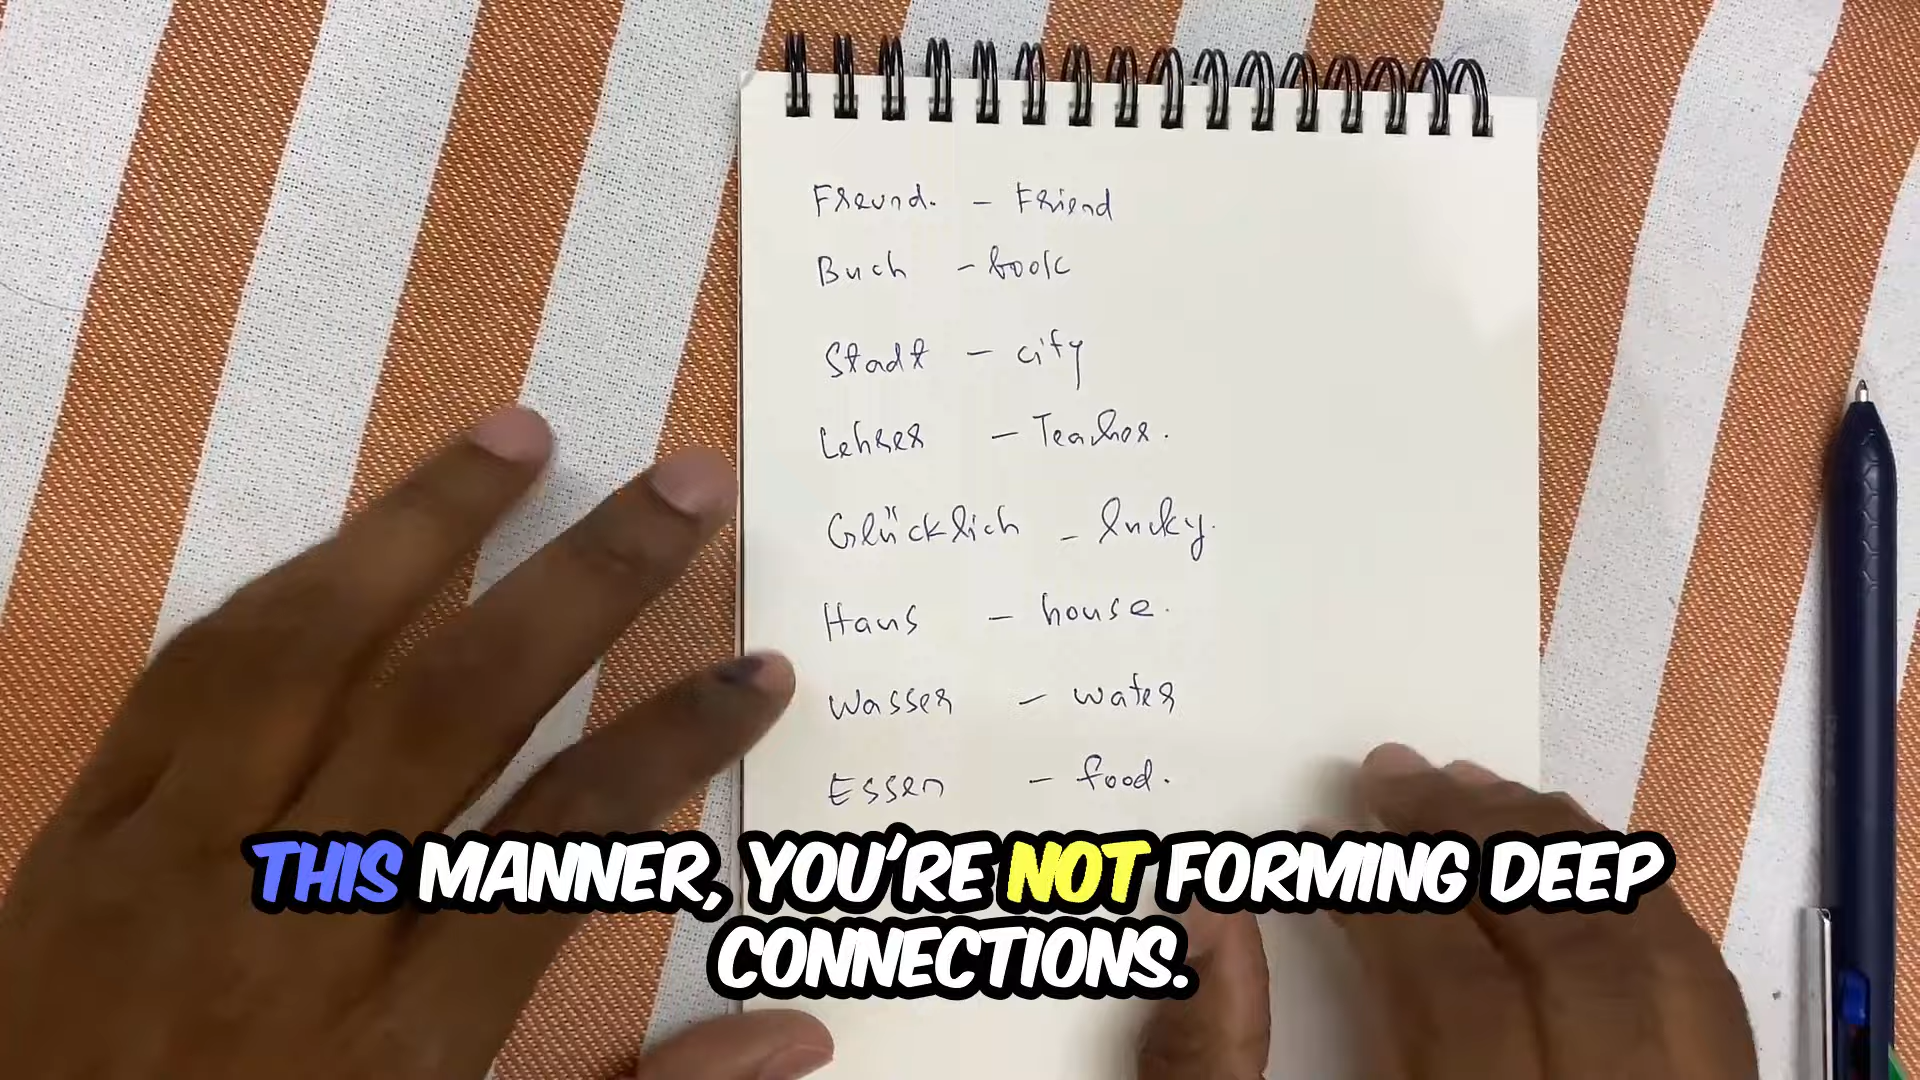 Freund. - Friend
Buch - book
Stadt - city
Lehrer - Teacher.
Glücklich - lucky.
Haus - house.
Wasser - water
Essen - food.
THIS MANNER, YOU'RE NOT FORMING DEEP
CONNECTIONS.